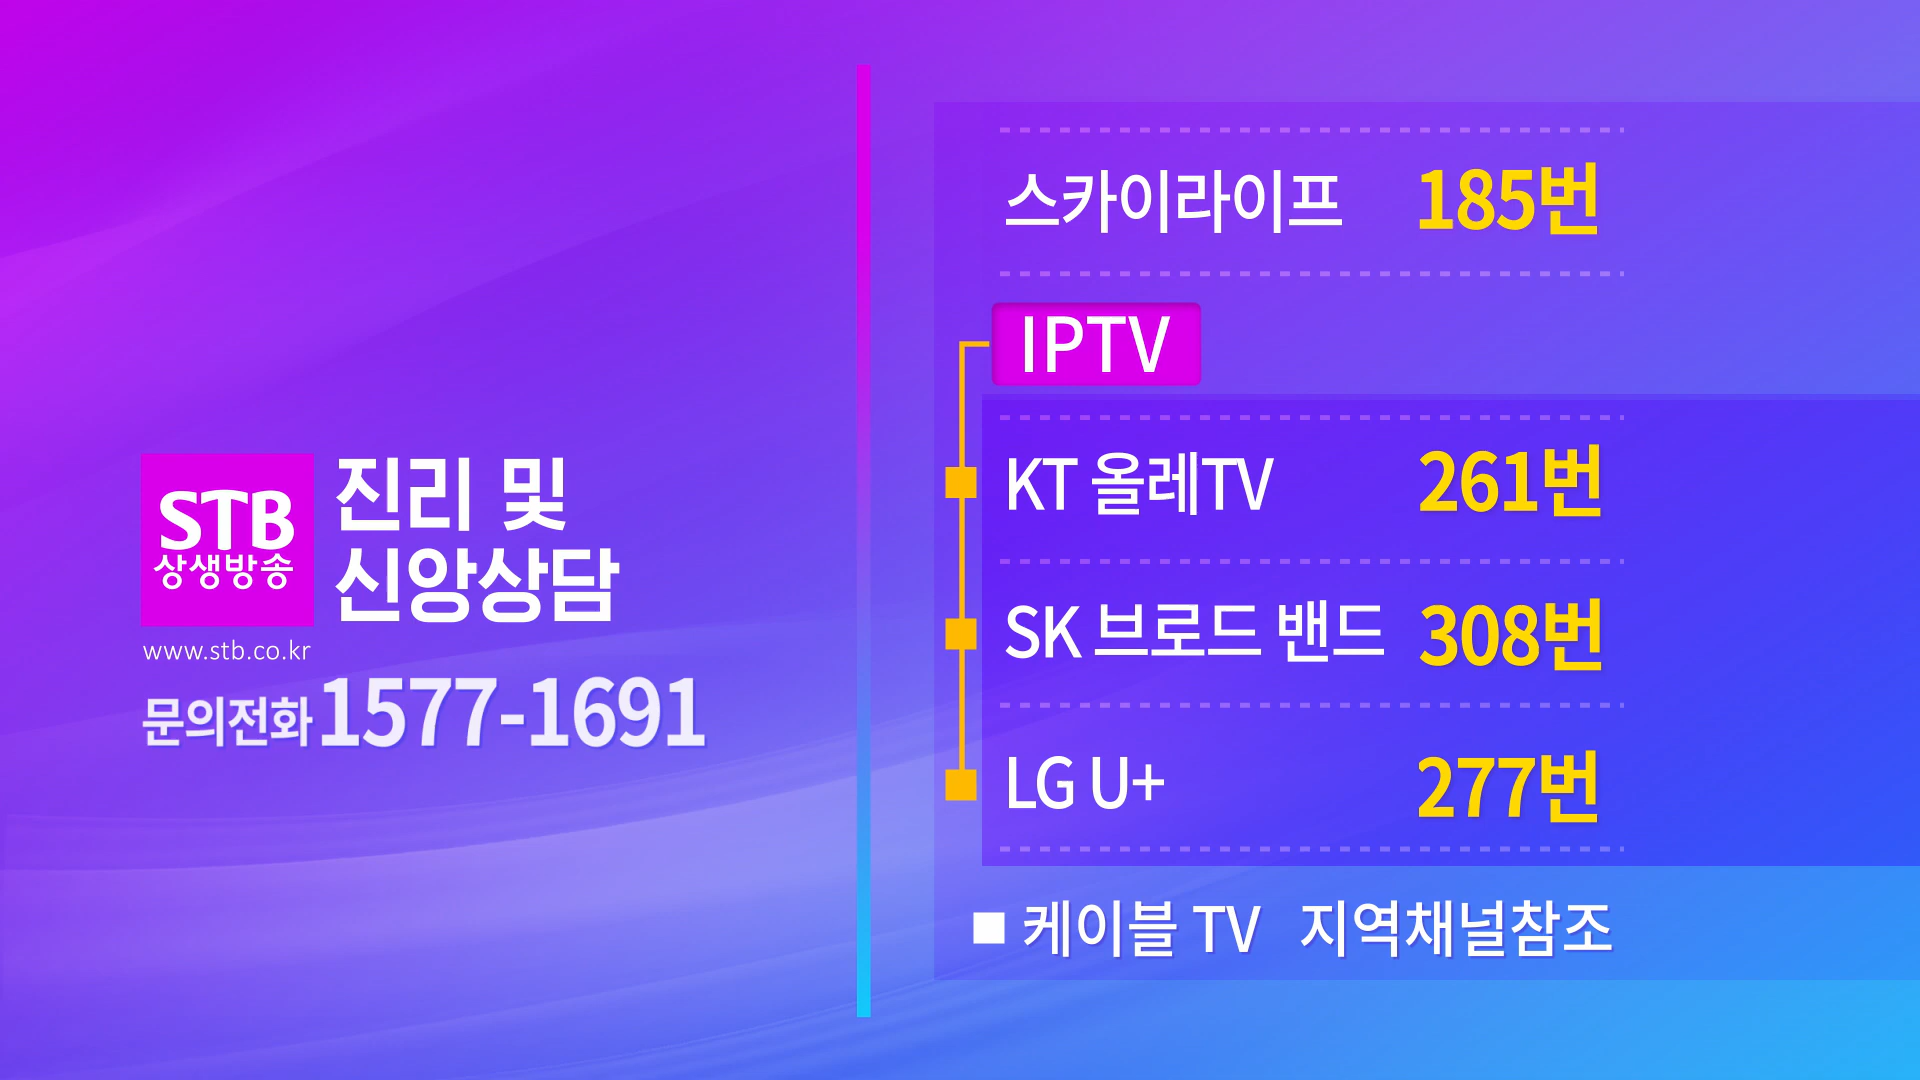 STB
상생방송
진리 및
신앙상담
www.stb.co.kr
문의전화 1577-1691
스카이라이프 185번
IPTV
KT 올레TV 261번
SK 브로드 밴드 308번
LG U+ 277번
케이블 TV 지역채널참조